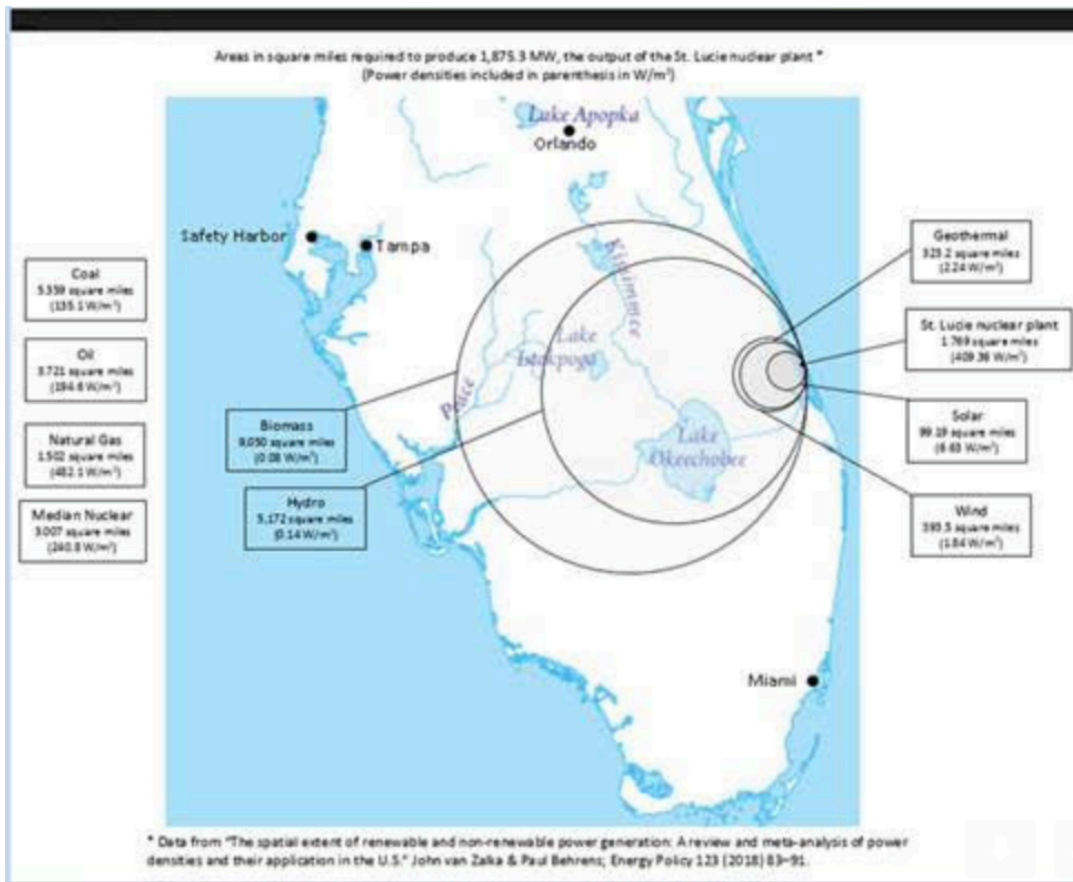 Areas in square miles required to produce 1,875.3 MW, the output of the St. Lucie nuclear plant *
(Power densities included in parenthesis in W/m²)
Lake Apopka
Orlando
Safety Harbor
Tampa
Kissimmee
Lake
Istokpoga
Peace
Lake
Okeechobee
Miami
Coal
5.359 square miles
(135.1 W/m²)
Oil
3.721 square miles
(194.6 W/m²)
Natural Gas
1.502 square miles
(482.1 W/m²)
Median Nuclear
3.007 square miles
(240.8 W/m²)
Biomass
9,050 square miles
(0.08 W/m²)
Hydro
5,172 square miles
(0.14 W/m²)
Geothermal
323.2 square miles
(2.24 W/m²)
St. Lucie nuclear plant
1.769 square miles
(409.36 W/m²)
Solar
99.19 square miles
(6.63 W/m²)
Wind
393.5 square miles
(1.84 W/m²)
* Data from "The spatial extent of renewable and non-renewable power generation: A review and meta-analysis of power
densities and their application in the U.S." John van Zalka & Paul Behrens; Energy Policy 123 (2018) 83–91.